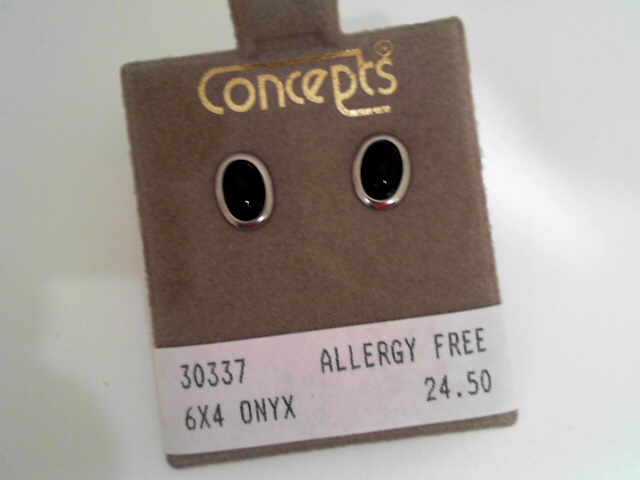 Concepts®
30337 ALLERGY FREE
6X4 ONYX 24.50